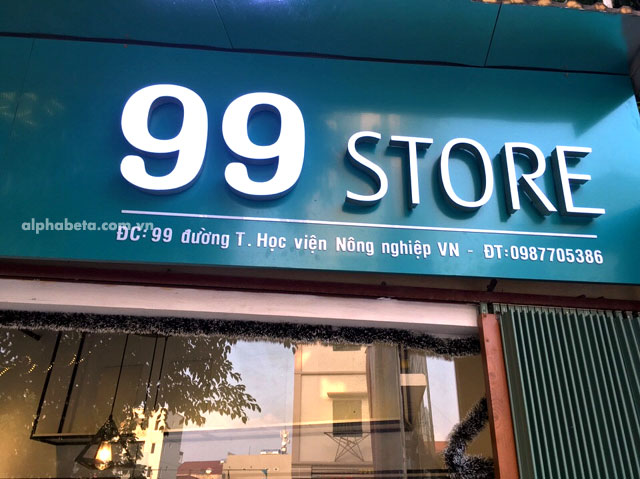 99 STORE
alphabeta.com.vn
ĐC: 99 đường T. Học viện Nông nghiệp VN - ĐT:0987705386